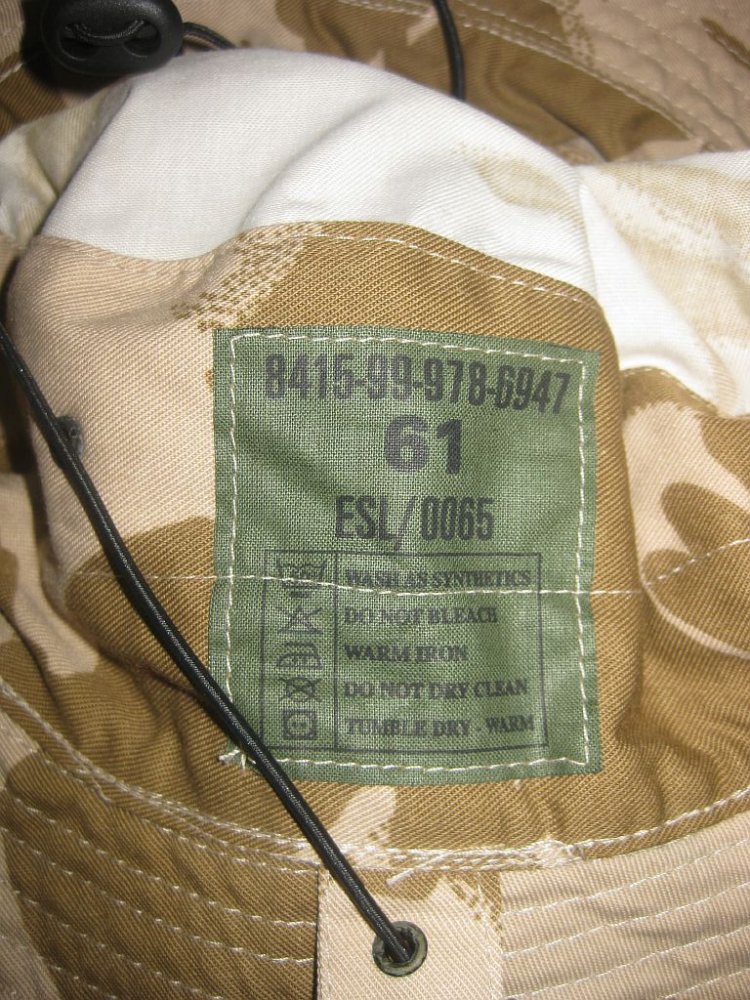 8415-99-978-6947
61
ESL/0065
WASH AS SYNTHETICS
DO NOT BLEACH
WARM IRON
DO NOT DRY CLEAN
TUMBLE DRY - WARM